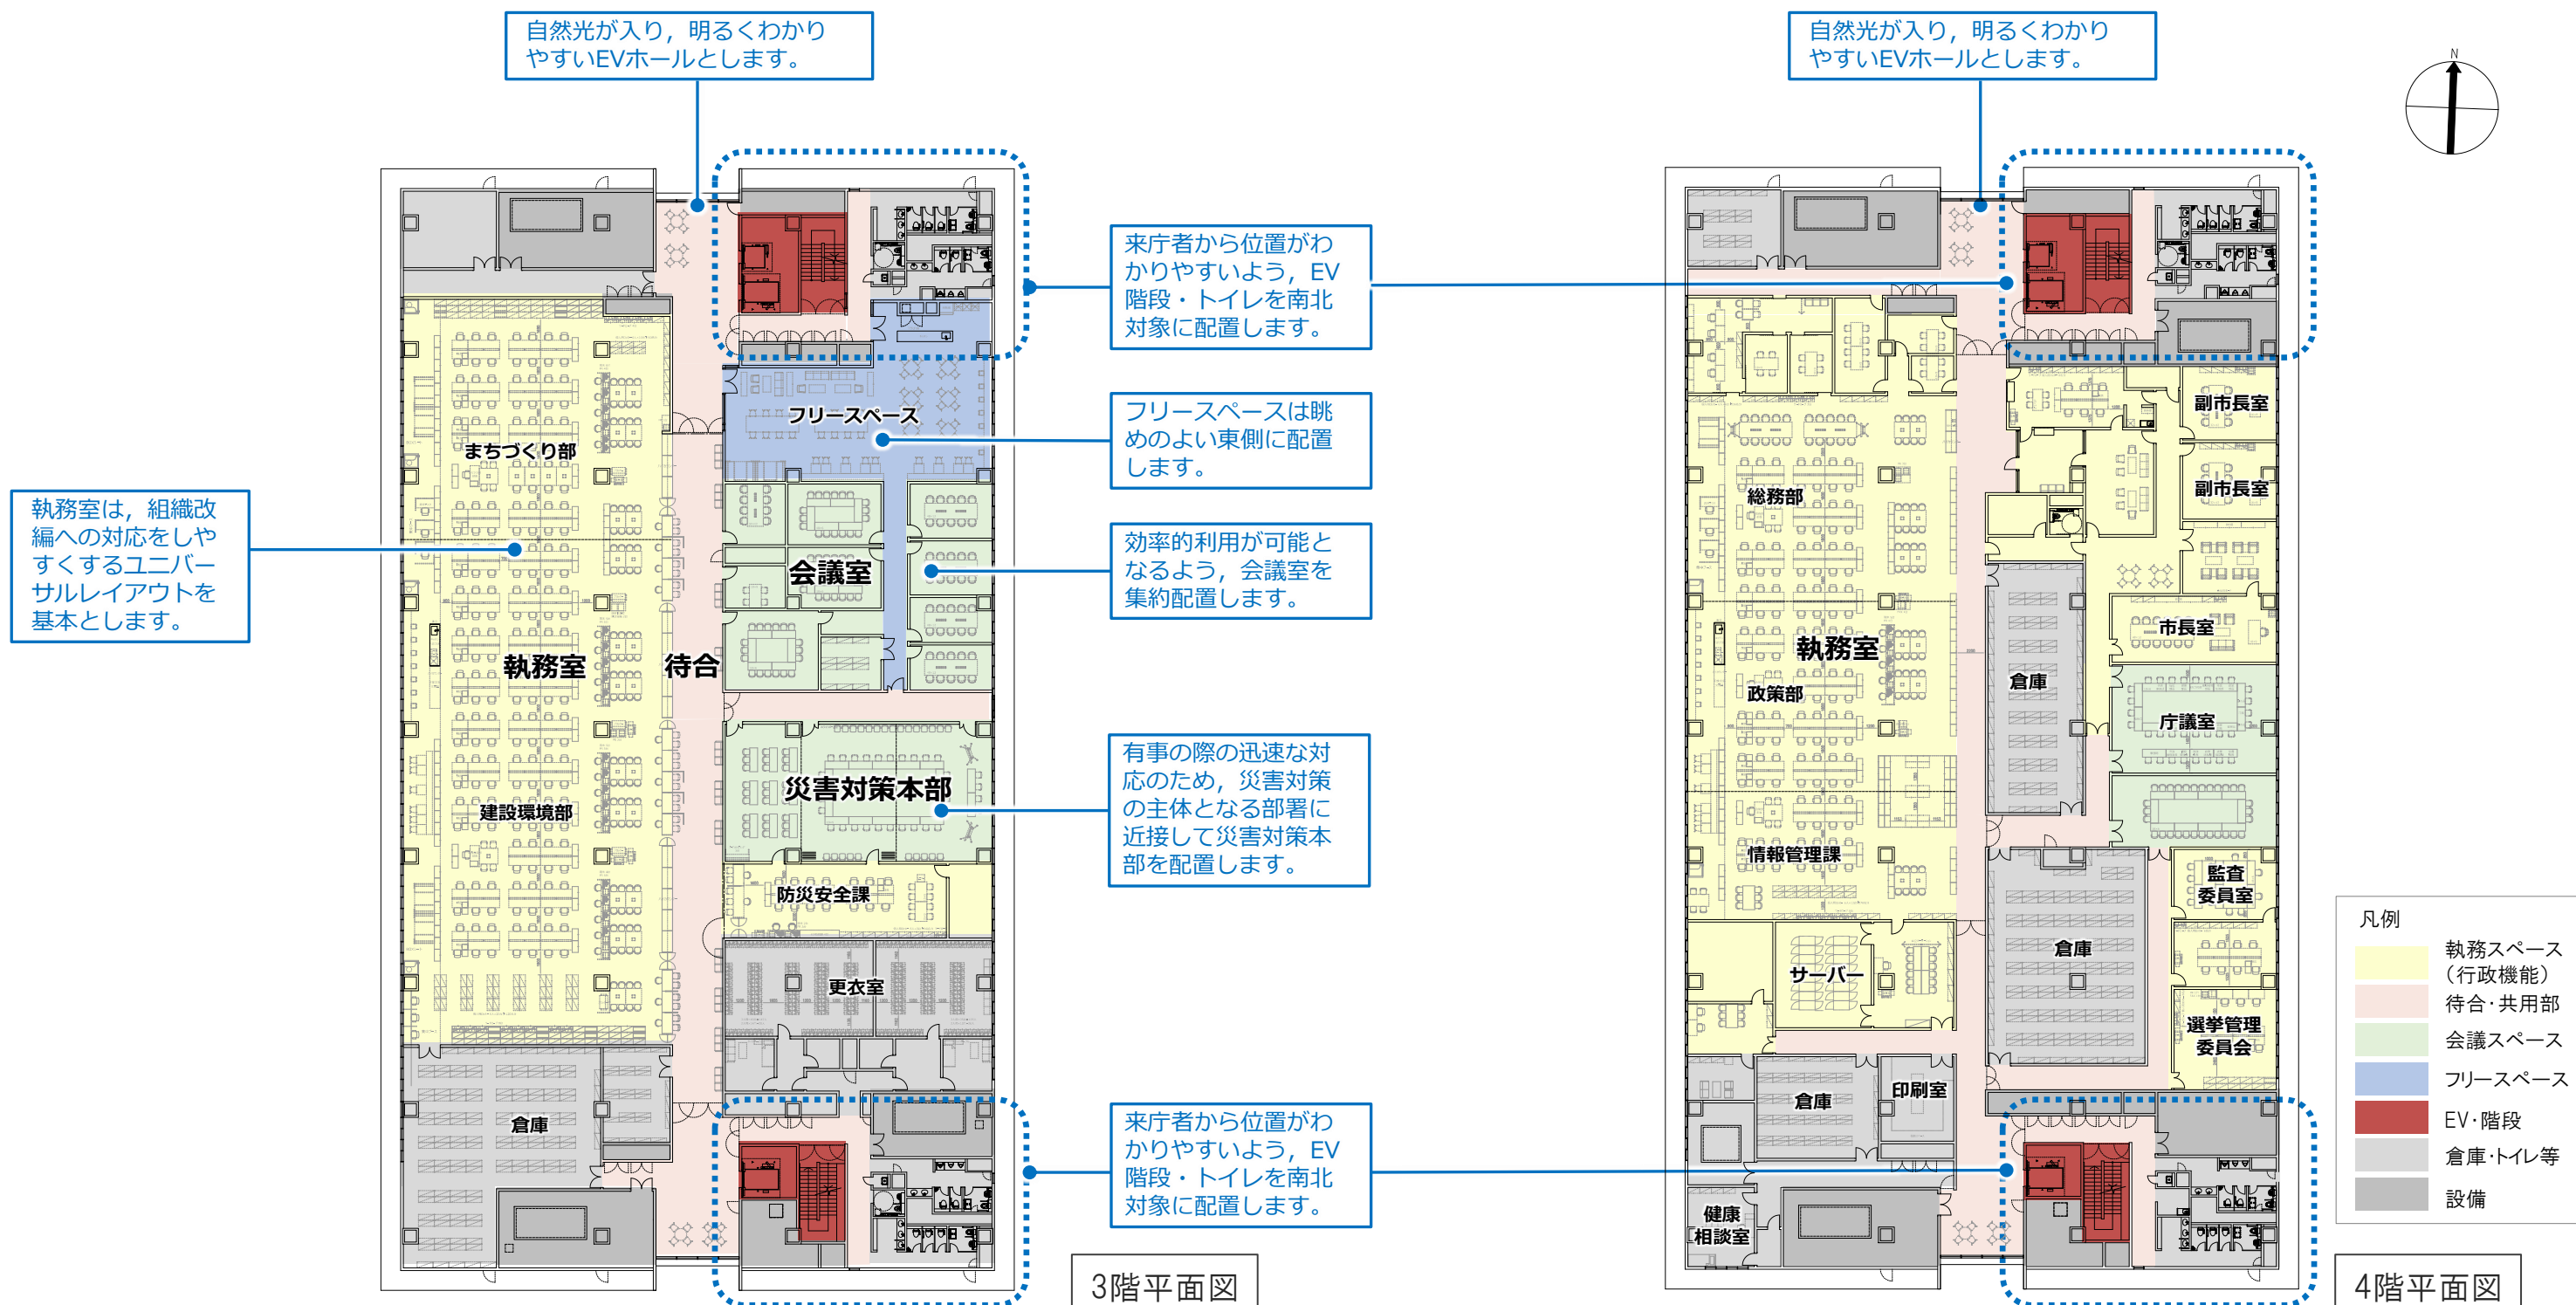 自然光が入り，明るくわかり
やすいEVホールとします。
自然光が入り，明るくわかり
やすいEVホールとします。
N
来庁者から位置がわ
かりやすいよう，EV
階段・トイレを南北
対象に配置します。
フリースペースは眺
めのよい東側に配置
します。
効率的利用が可能と
なるよう，会議室を
集約配置します。
有事の際の迅速な対
応のため，災害対策
の主体となる部署に
近接して災害対策本
部を配置します。
来庁者から位置がわ
かりやすいよう，EV
階段・トイレを南北
対象に配置します。
執務室は，組織改
編への対応をしや
すくするユニバー
サルレイアウトを
基本とします。
まちづくり部
執務室
建設環境部
待合
フリースペース
会議室
災害対策本部
防災安全課
更衣室
倉庫
3階平面図
総務部
執務室
政策部
情報管理課
サーバー
倉庫
印刷室
健康
相談室
倉庫
倉庫
副市長室
副市長室
市長室
庁議室
監査
委員室
選挙管理
委員会
凡例
執務スペース
（行政機能）
待合・共用部
会議スペース
フリースペース
EV・階段
倉庫・トイレ等
設備
4階平面図